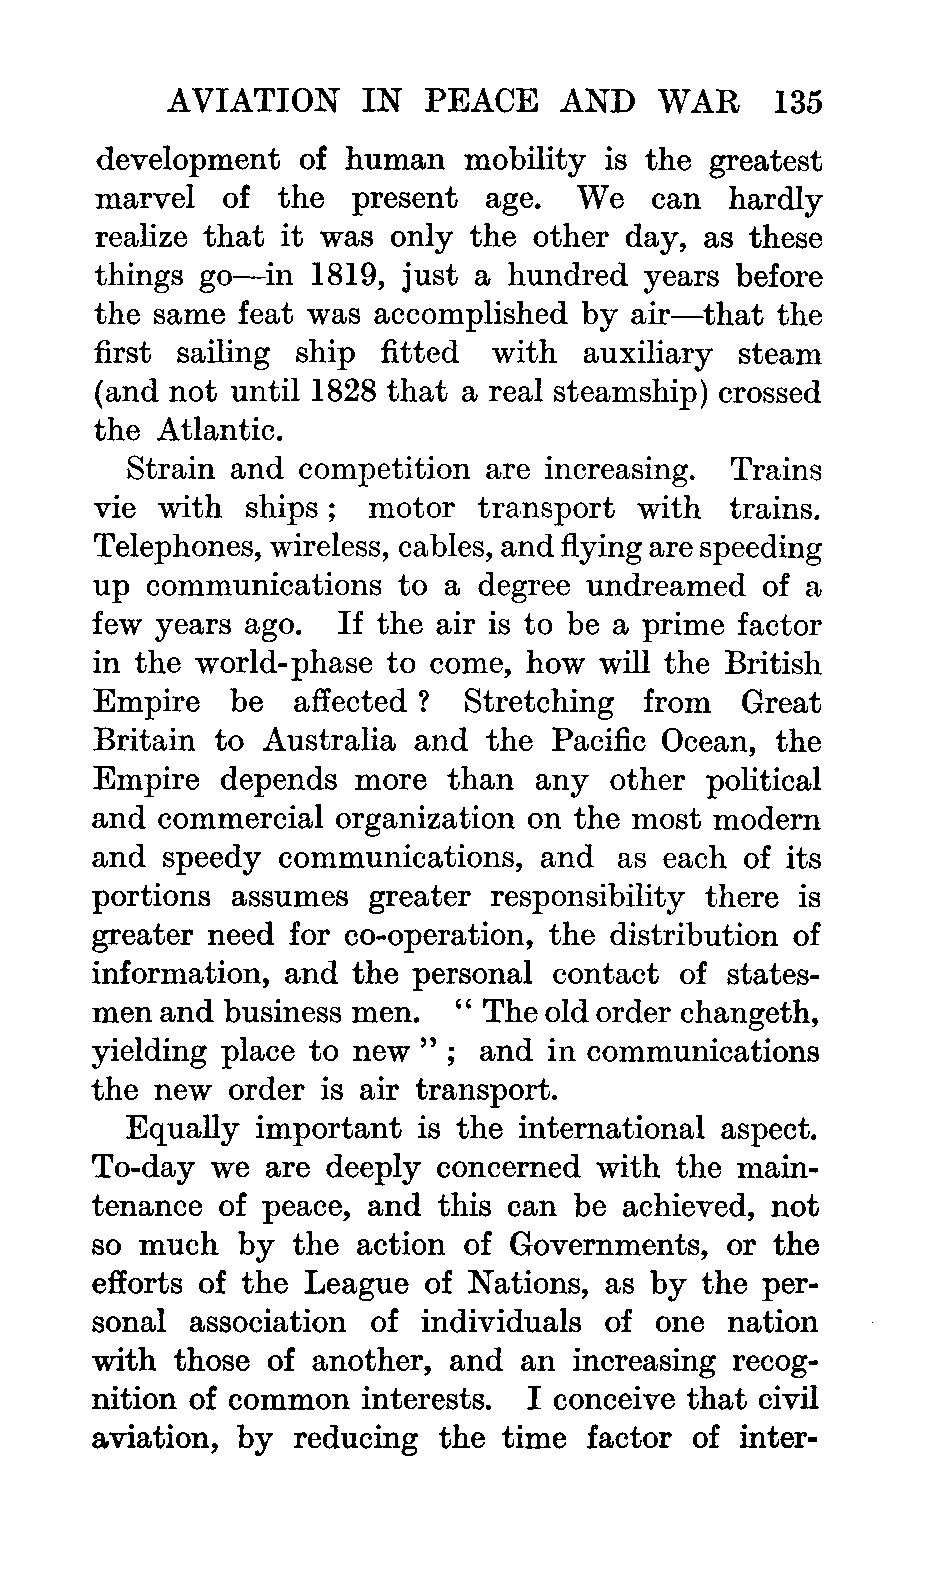 AVIATION IN PEACE AND WAR 135
development of human mobility is the greatest
marvel of the present age. We can hardly
realize that it was only the other day, as these
things go—in 1819, just a hundred years before
the same feat was accomplished by air—that the
first sailing ship fitted with auxiliary steam
(and not until 1828 that a real steamship) crossed
the Atlantic.
Strain and competition are increasing. Trains
vie with ships ; motor transport with trains.
Telephones, wireless, cables, and flying are speeding
up communications to a degree undreamed of a
few years ago. If the air is to be a prime factor
in the world-phase to come, how will the British
Empire be affected ? Stretching from Great
Britain to Australia and the Pacific Ocean, the
Empire depends more than any other political
and commercial organization on the most modern
and speedy communications, and as each of its
portions assumes greater responsibility there is
greater need for co-operation, the distribution of
information, and the personal contact of states-
men and business men. “ The old order changeth,
yielding place to new ” ; and in communications
the new order is air transport.
Equally important is the international aspect.
To-day we are deeply concerned with the main-
tenance of peace, and this can be achieved, not
so much by the action of Governments, or the
efforts of the League of Nations, as by the per-
sonal association of individuals of one nation
with those of another, and an increasing recog-
nition of common interests. I conceive that civil
aviation, by reducing the time factor of inter-